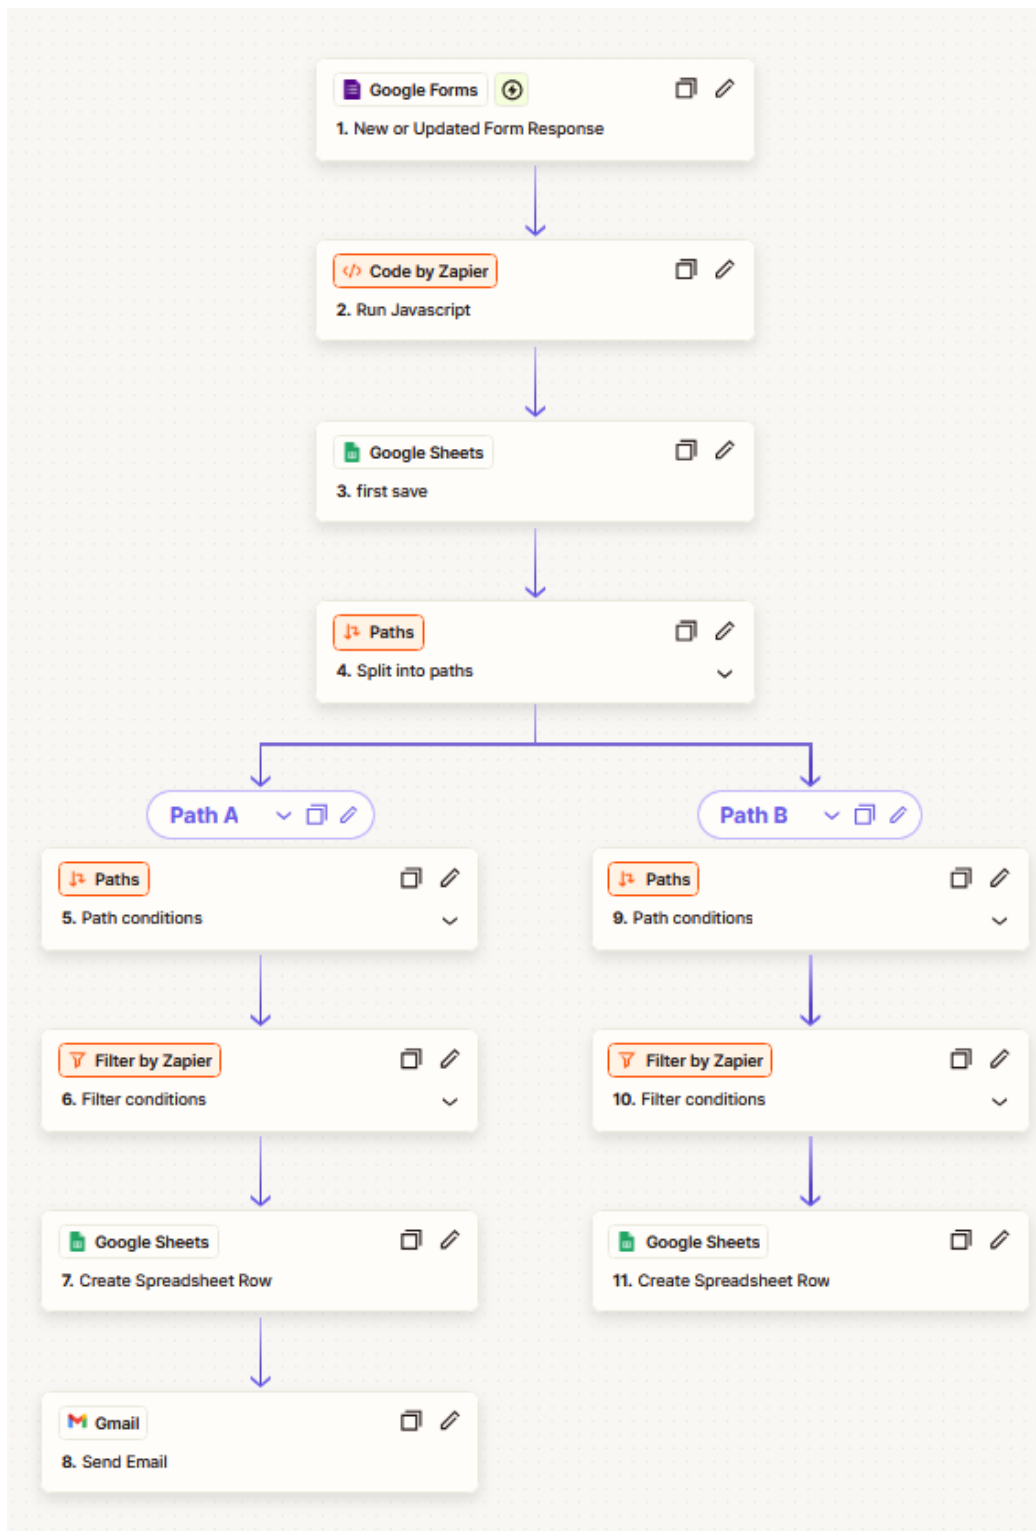 Google Forms
1. New or Updated Form Response
Code by Zapier
2. Run Javascript
Google Sheets
3. first save
Paths
4. Split into paths
Path A
Paths
5. Path conditions
Filter by Zapier
6. Filter conditions
Google Sheets
7. Create Spreadsheet Row
Gmail
8. Send Email
Path B
Paths
9. Path conditions
Filter by Zapier
10. Filter conditions
Google Sheets
11. Create Spreadsheet Row